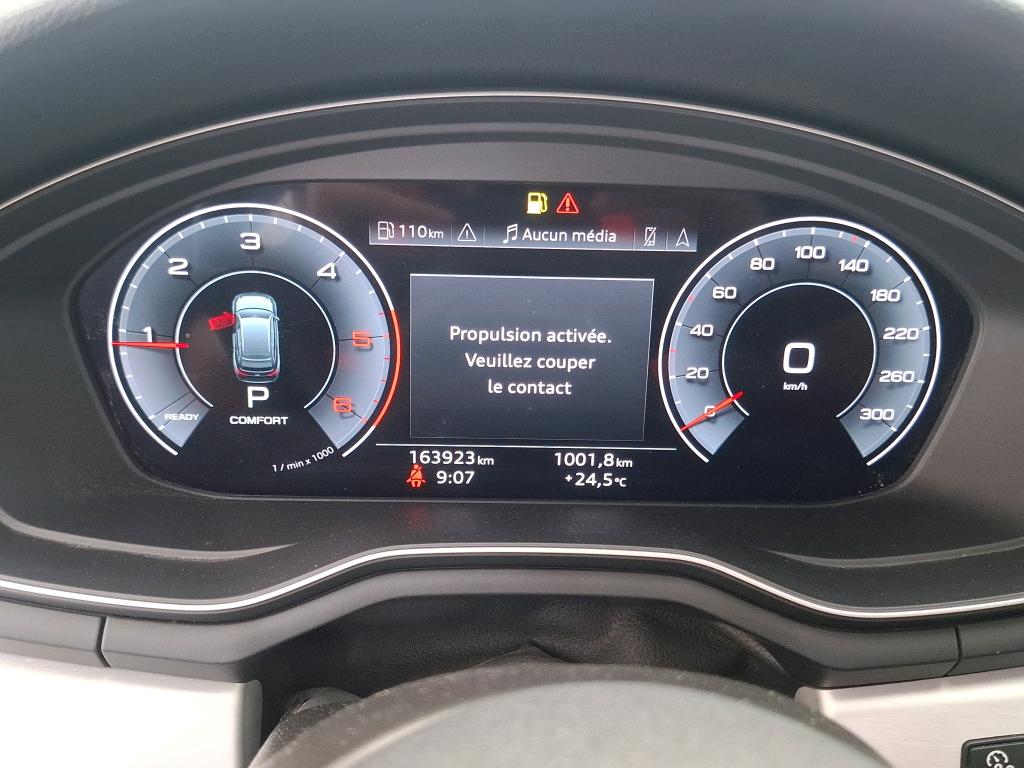 110 km
Aucun média
1
2
3
4
5
6
READY
P
COMFORT
1 / min x 1000
Propulsion activée.
Veuillez couper
le contact
0
20
40
60
80
100
140
180
220
260
300
0
km/h
163923 km
1001,8 km
9:07
+24,5 °C